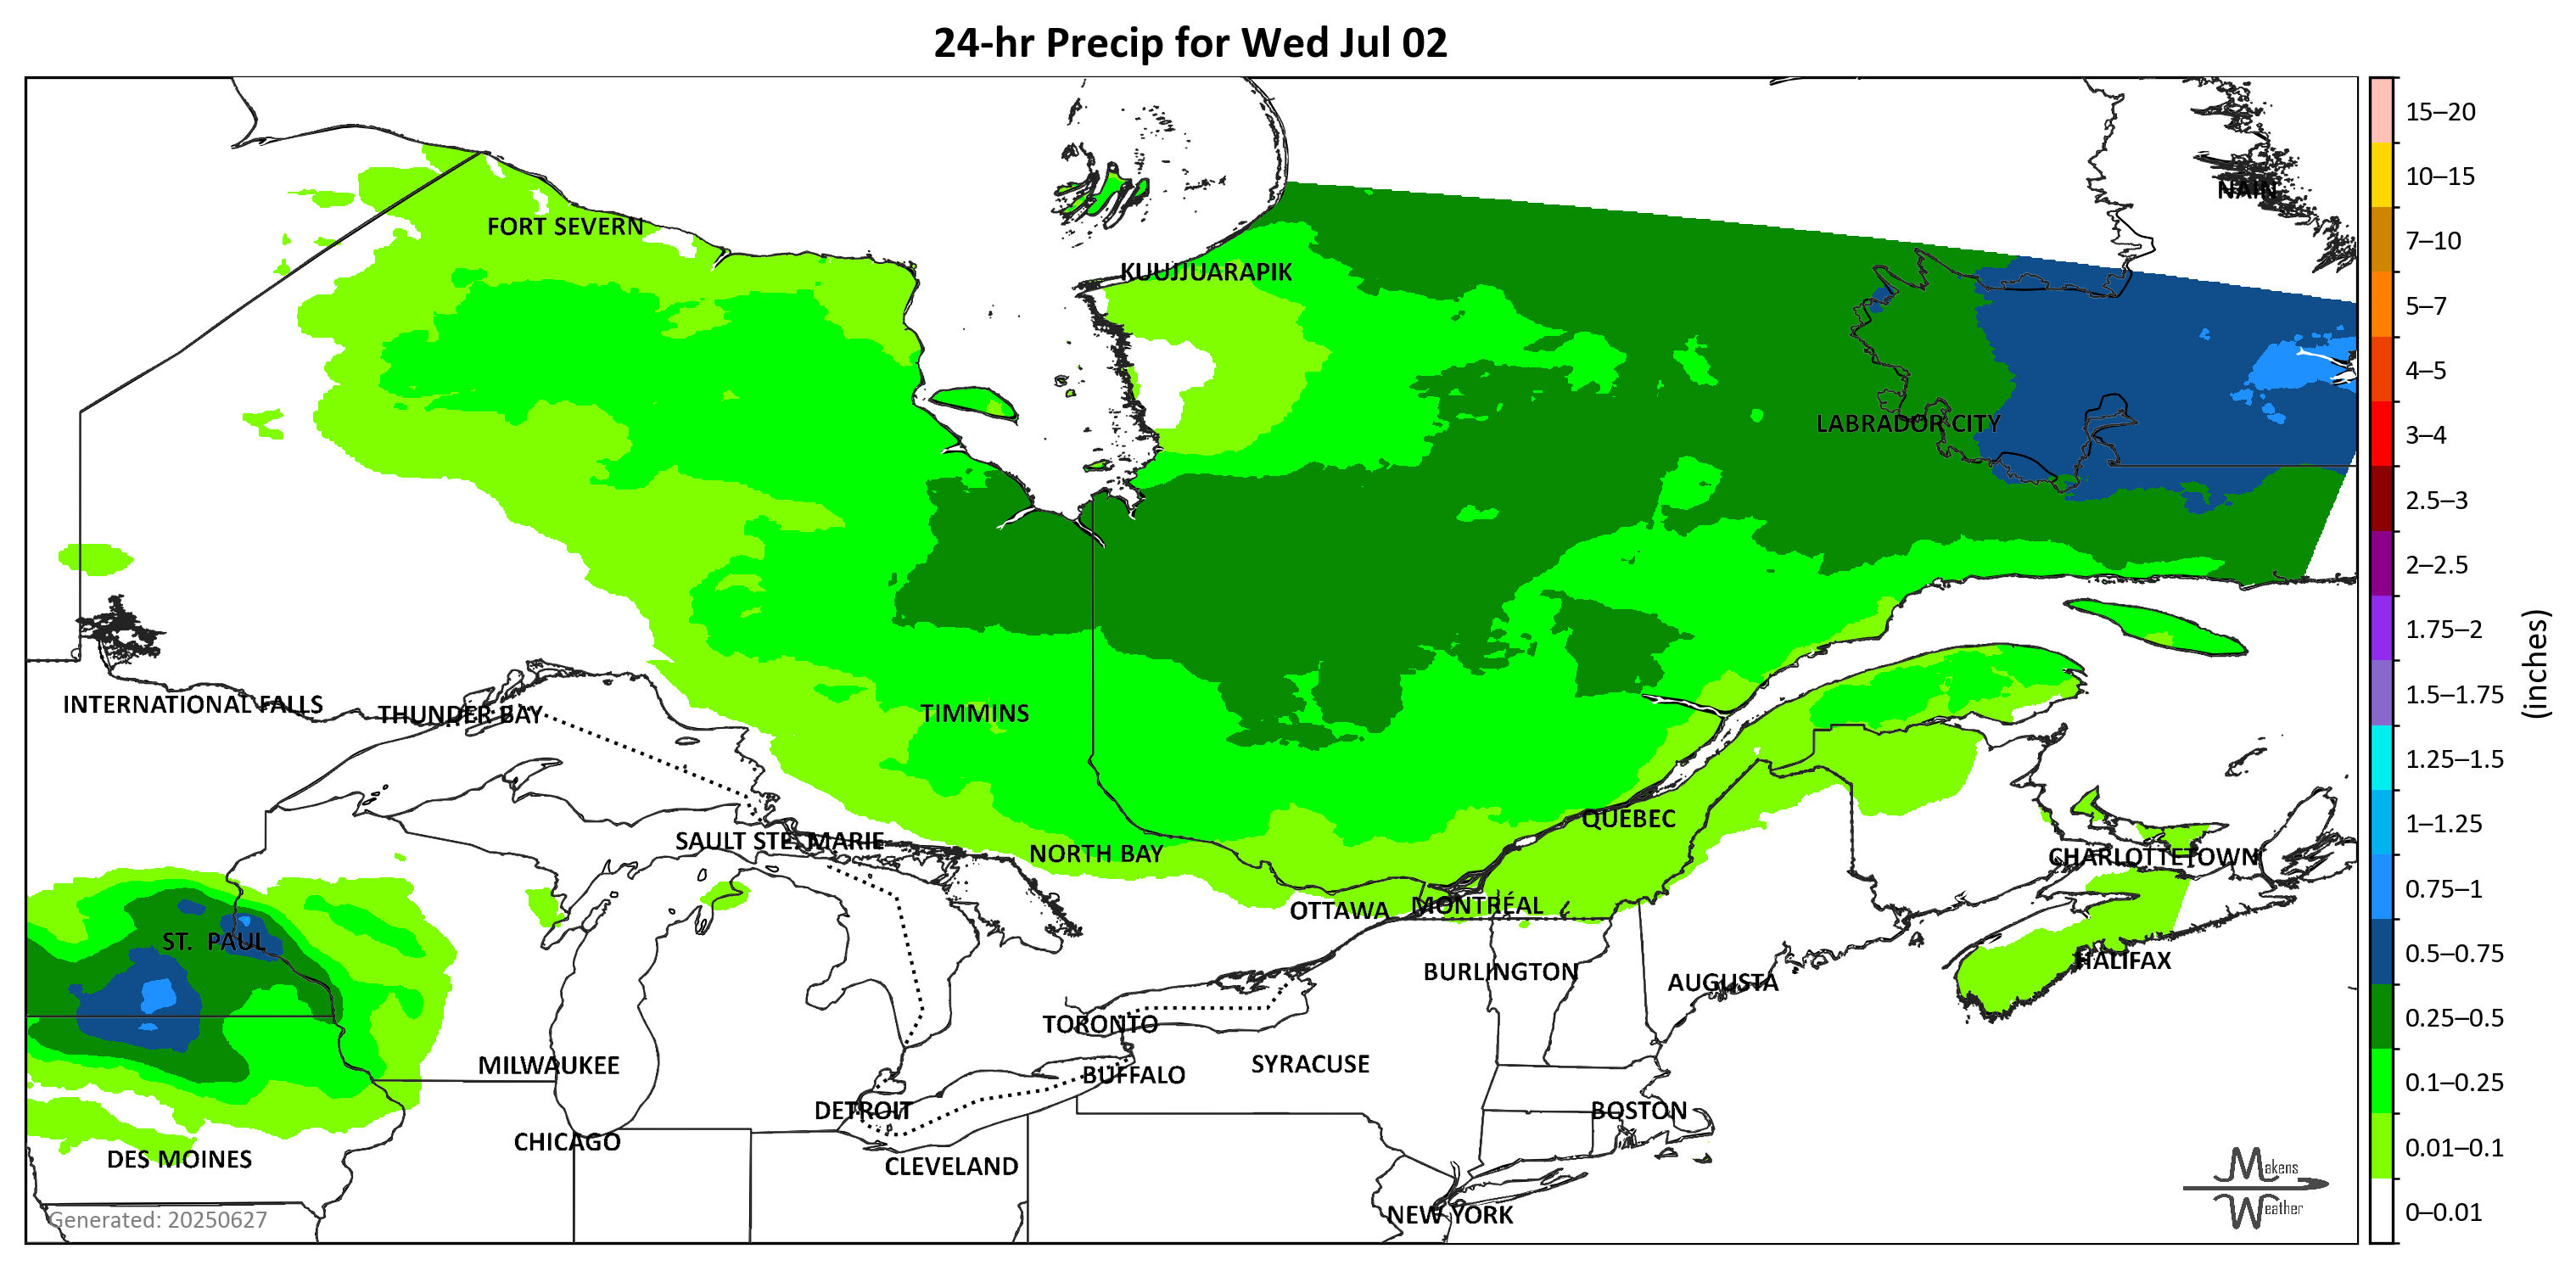 24-hr Precip for Wed Jul 02
15–20
10–15
7–10
5–7
4–5
3–4
2.5–3
2–2.5
1.75–2
1.5–1.75
1.25–1.5
1–1.25
0.75–1
0.5–0.75
0.25–0.5
0.1–0.25
0.01–0.1
0–0.01
(inches)
NAIN
FORT SEVERN
KUUJJUARAPIK
LABRADOR CITY
INTERNATIONAL FALLS
THUNDER BAY
TIMMINS
SAULT STE. MARIE
NORTH BAY
QUEBEC
CHARLOTTETOWN
OTTAWA
MONTRÉAL
ST. PAUL
HALIFAX
BURLINGTON
AUGUSTA
TORONTO
MILWAUKEE
SYRACUSE
BUFFALO
DETROIT
BOSTON
CHICAGO
DES MOINES
CLEVELAND
NEW YORK
Generated: 20250627
Makens
Weather